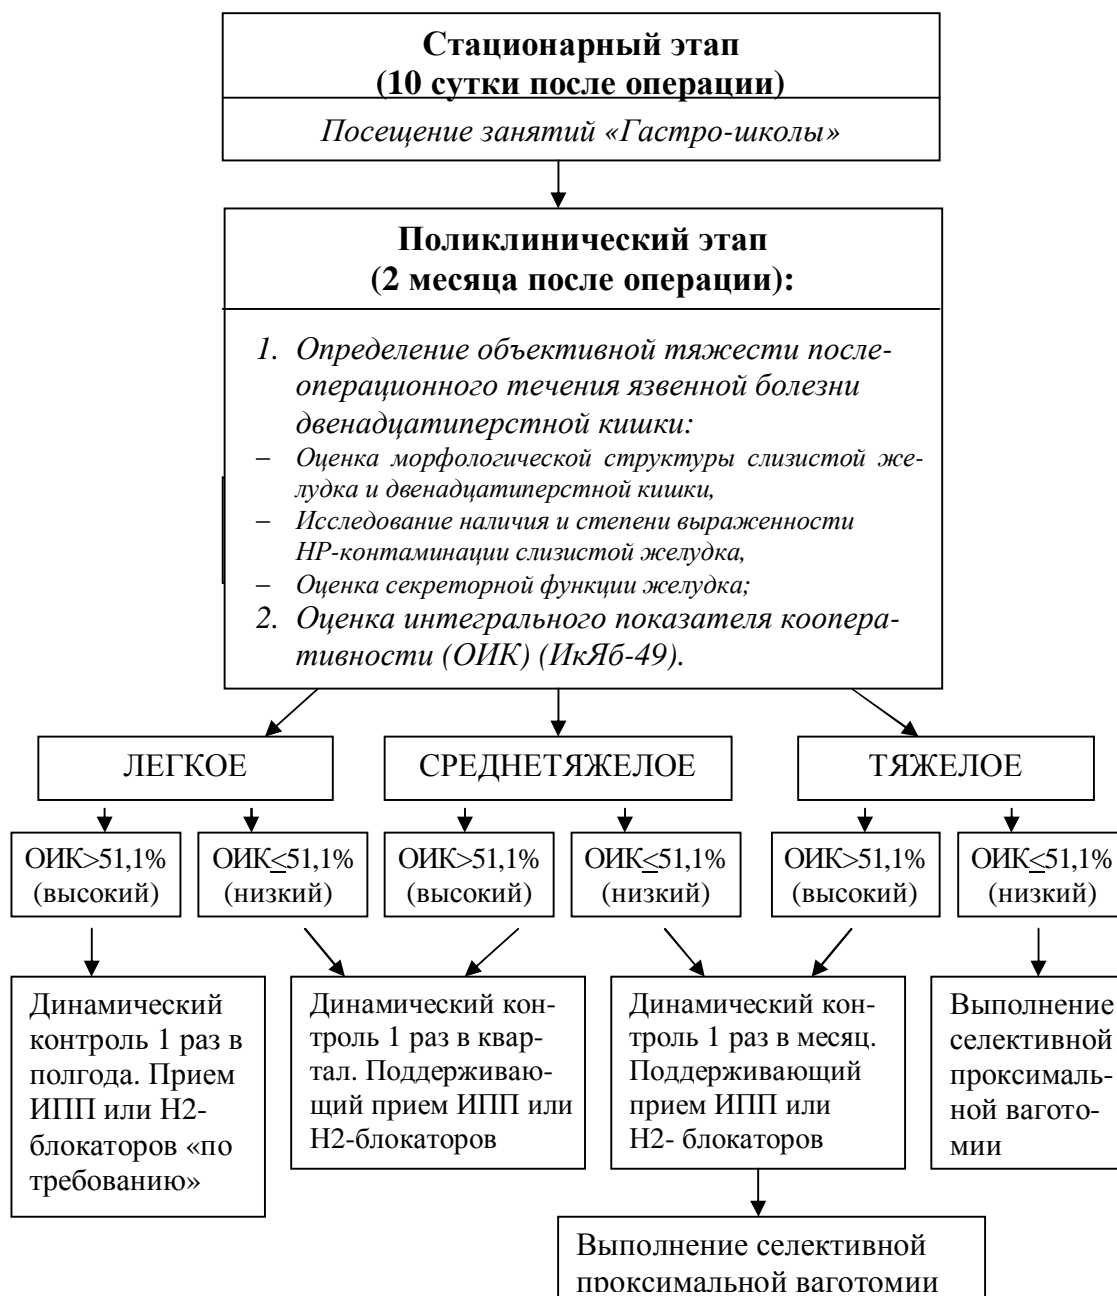 Стационарный этап
(10 сутки после операции)
Посещение занятий «Гастро-школы»
Поликлинический этап
(2 месяца после операции):
1. Определение объективной тяжести после-
операционного течения язвенной болезни
двенадцатиперстной кишки:
– Оценка морфологической структуры слизистой же-
лудка и двенадцатиперстной кишки,
– Исследование наличия и степени выраженности
НР-контаминации слизистой желудка,
– Оценка секреторной функции желудка;
2. Оценка интегрального показателя коопера-
тивности (ОИК) (ИкЯб-49).
ЛЕГКОЕ
СРЕДНЕТЯЖЕЛОЕ
ТЯЖЕЛОЕ
ОИК>51,1%
(высокий)
ОИК≤51,1%
(низкий)
ОИК>51,1%
(высокий)
ОИК≤51,1%
(низкий)
ОИК>51,1%
(высокий)
ОИК≤51,1%
(низкий)
Динамический
контроль 1 раз в
полгода. Прием
ИПП или Н2-
блокаторов «по
требованию»
Динамический кон-
троль 1 раз в квар-
тал. Поддерживаю-
щий прием ИПП или
Н2-блокаторов
Динамический кон-
троль 1 раз в месяц.
Поддерживающий
прием ИПП или
Н2- блокаторов
Выполнение
селективной
проксималь-
ной ваготo-
мии
Выполнение селективной
проксимальной ваготомии